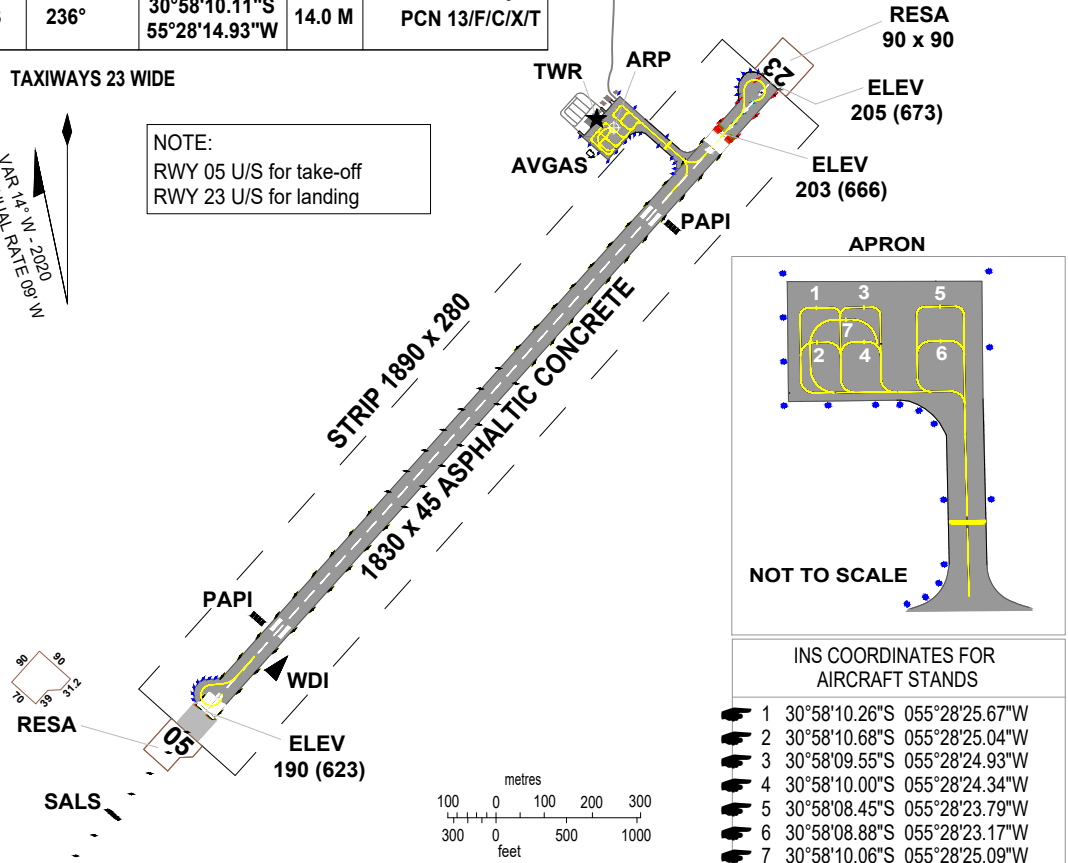 236°
30°58'10.11"S
55°28'14.93"W
14.0 M
PCN 13/F/C/X/T
TAXIWAYS 23 WIDE
VAR 14° W - 2020
RATE 09' W
NOTE:
RWY 05 U/S for take-off
RWY 23 U/S for landing
TWR
ARP
AVGAS
RESA
90 x 90
23
ELEV
205 (673)
ELEV
203 (666)
PAPI
STRIP 1890 x 280
1830 x 45 ASPHALTIC CONCRETE
PAPI
WDI
90
90
70
39
31.2
RESA
05
ELEV
190 (623)
SALS
metres
100 0 100 200 300
300 0 500 1000
feet
APRON
1 3 5
7
2 4 6
NOT TO SCALE
INS COORDINATES FOR
AIRCRAFT STANDS
1 30°58'10.26"S 055°28'25.67"W
2 30°58'10.68"S 055°28'25.04"W
3 30°58'09.55"S 055°28'24.93"W
4 30°58'10.00"S 055°28'24.34"W
5 30°58'08.45"S 055°28'23.79"W
6 30°58'08.88"S 055°28'23.17"W
7 30°58'10.06"S 055°28'25.09"W